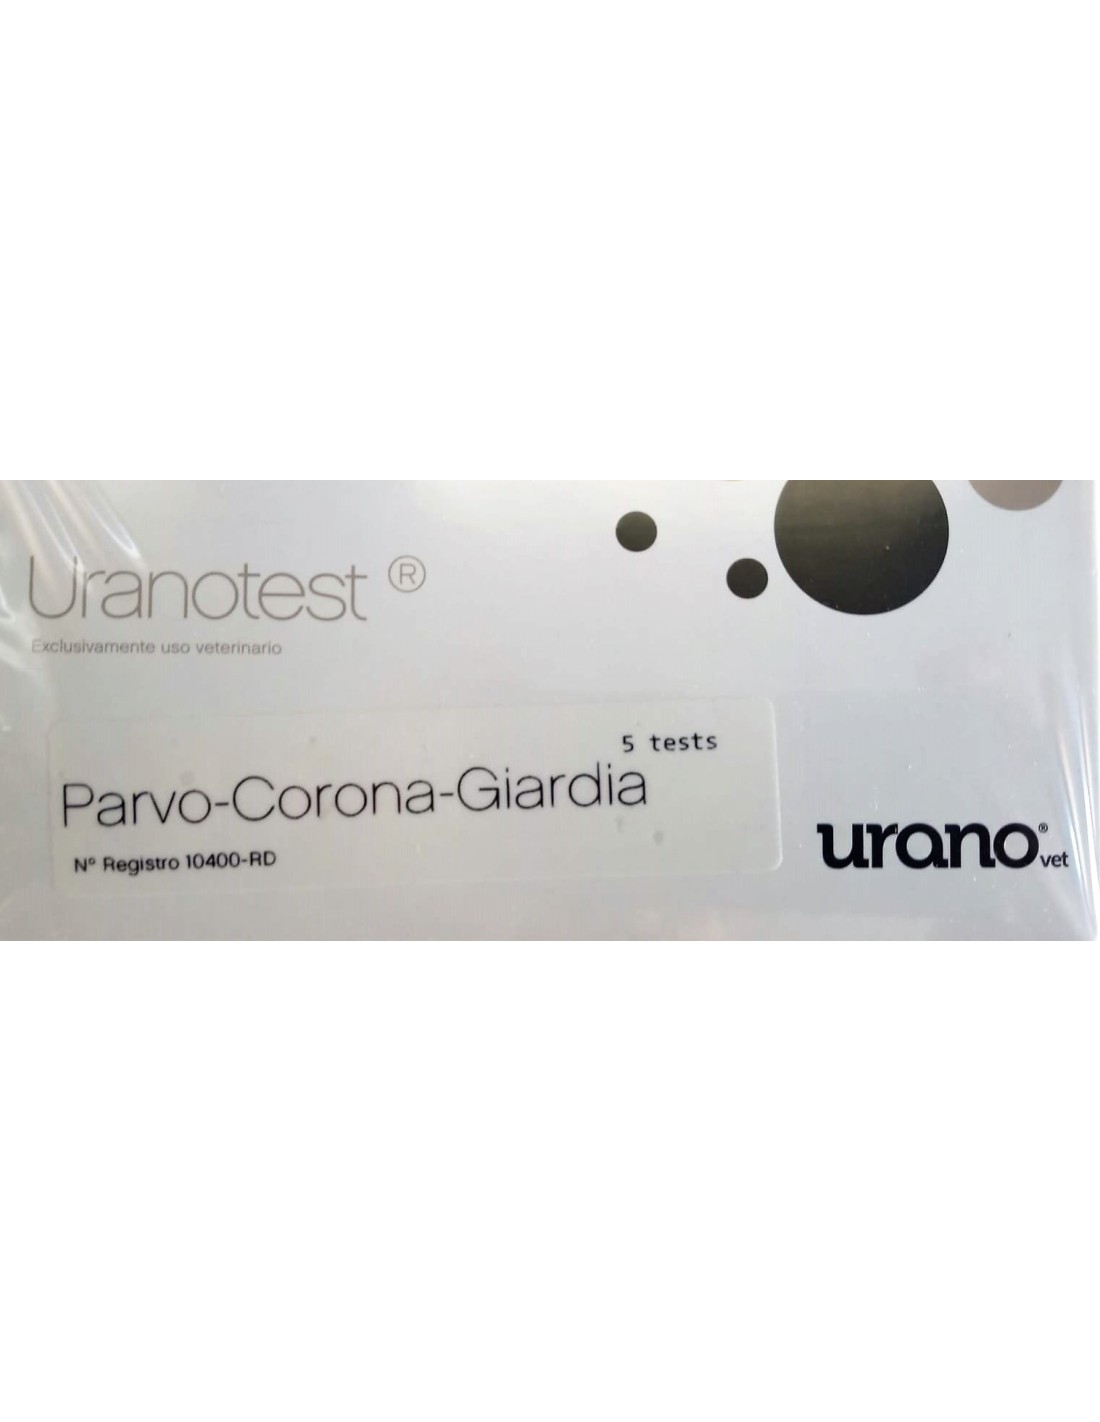 Uranotest ®
Exclusivamente uso veterinario
5 tests
Parvo-Corona-Giardia
Nº Registro 10400-RD
urano® vet